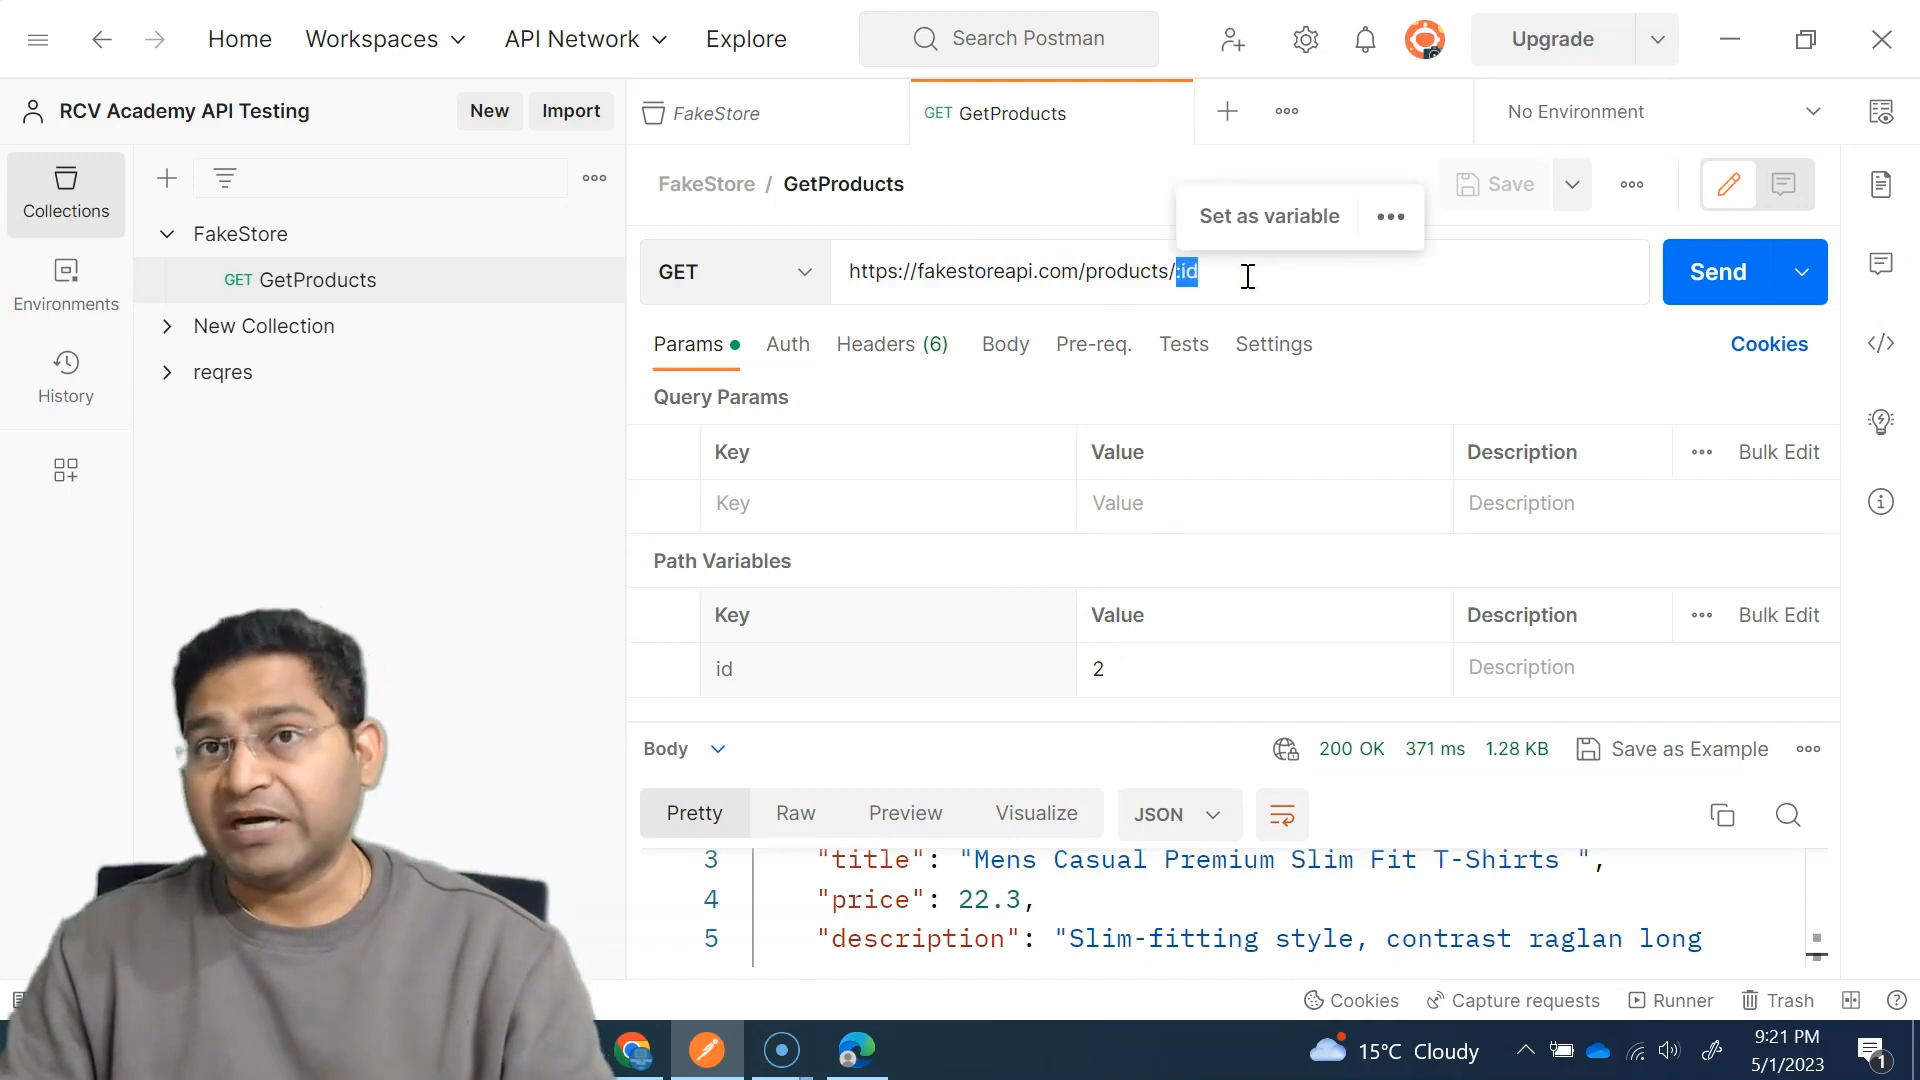 Home Workspaces API Network Explore Search Postman Upgrade
RCV Academy API Testing New Import FakeStore GET GetProducts No Environment
Collections
FakeStore / GetProducts Save
Set as variable
FakeStore
GET GetProducts
New Collection
reqres
Environments
History
GET https://fakestoreapi.com/products/:id Send
Params Auth Headers (6) Body Pre-req. Tests Settings Cookies
Query Params
Key Value Description Bulk Edit
Key Value Description
Path Variables
Key Value Description Bulk Edit
id 2 Description
Body 200 OK 371 ms 1.28 KB Save as Example
Pretty Raw Preview Visualize JSON
3 "title": "Mens Casual Premium Slim Fit T-Shirts ",
4 "price": 22.3,
5 "description": "Slim-fitting style, contrast raglan long
Cookies Capture requests Runner Trash
15°C Cloudy 9:21 PM
5/1/2023 1